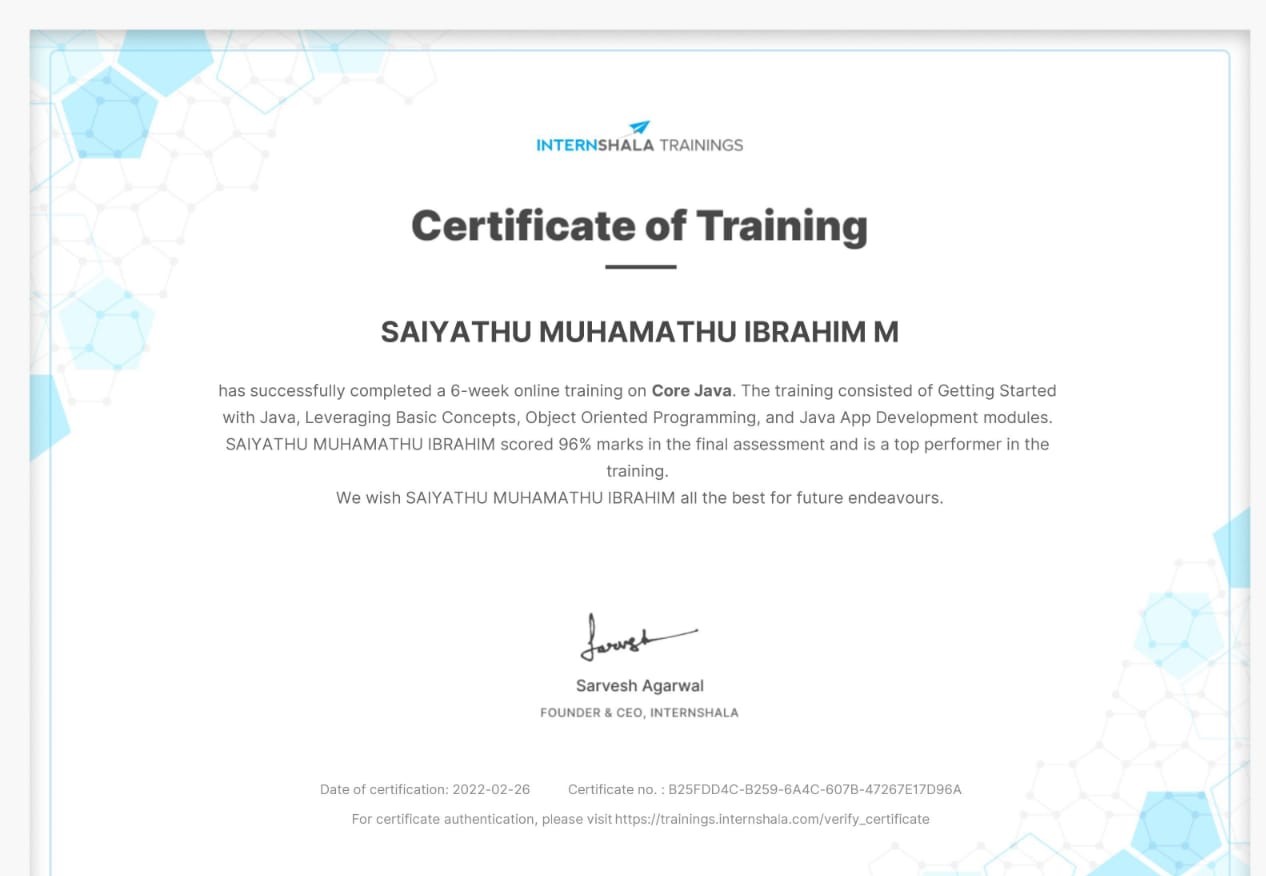 INTERNSHALA TRAININGS
Certificate of Training
SAIYATHU MUHAMATHU IBRAHIM M
has successfully completed a 6-week online training on Core Java. The training consisted of Getting Started
with Java, Leveraging Basic Concepts, Object Oriented Programming, and Java App Development modules.
SAIYATHU MUHAMATHU IBRAHIM scored 96% marks in the final assessment and is a top performer in the
training.
We wish SAIYATHU MUHAMATHU IBRAHIM all the best for future endeavours.
Sarvesh
Sarvesh Agarwal
FOUNDER & CEO, INTERNSHALA
Date of certification: 2022-02-26 Certificate no. : B25FDD4C-B259-6A4C-607B-47267E17D96A
For certificate authentication, please visit https://trainings.internshala.com/verify_certificate